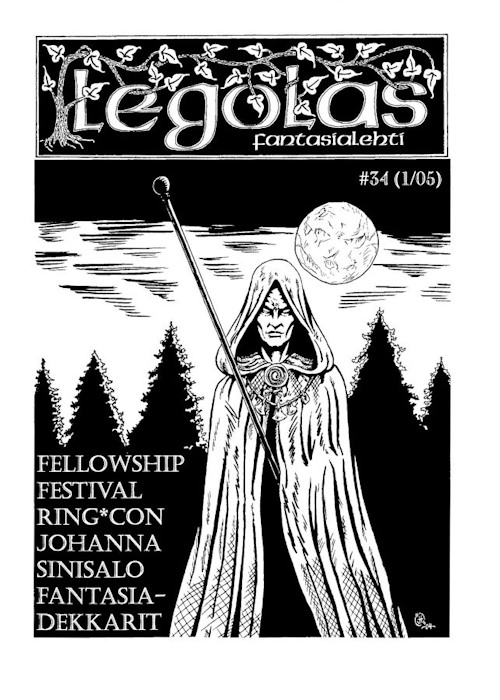 Legolas
fantasialehti
#34 (1/05)
FELLOWSHIP
FESTIVAL
RING*CON
JOHANNA
SINISALO
FANTASIA-
DEKKARIT